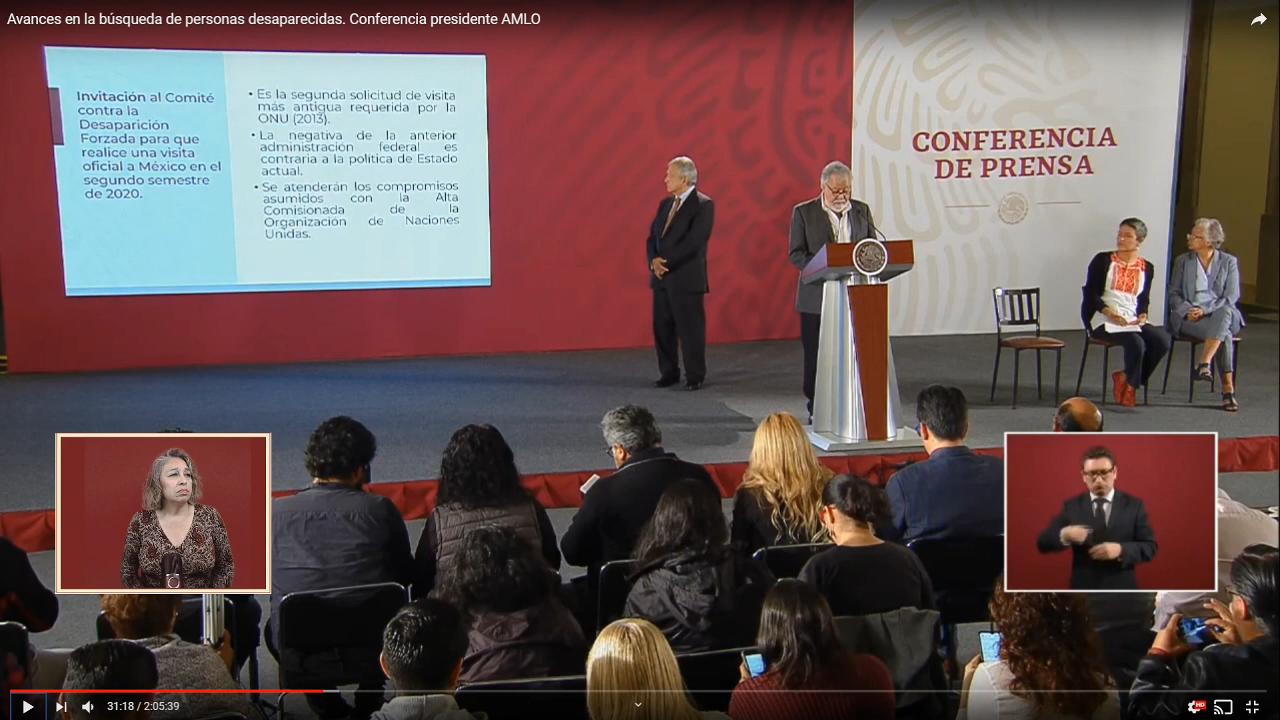 Avances en la búsqueda de personas desaparecidas. Conferencia presidente AMLO
Invitación al Comité
contra la
Desaparición
Forzada para que
realice una visita
oficial a México en el
segundo semestre
de 2020.
• Es la segunda solicitud de visita
más antigua requerida por la
ONU (2013).
• La negativa de la anterior
administración federal es
contraria a la política de Estado
actual.
• Se atenderán los compromisos
asumidos con la Alta
Comisionada de la
Organización de Naciones
Unidas.
CONFERENCIA
DE PRENSA
31:18 / 2:05:39
HD